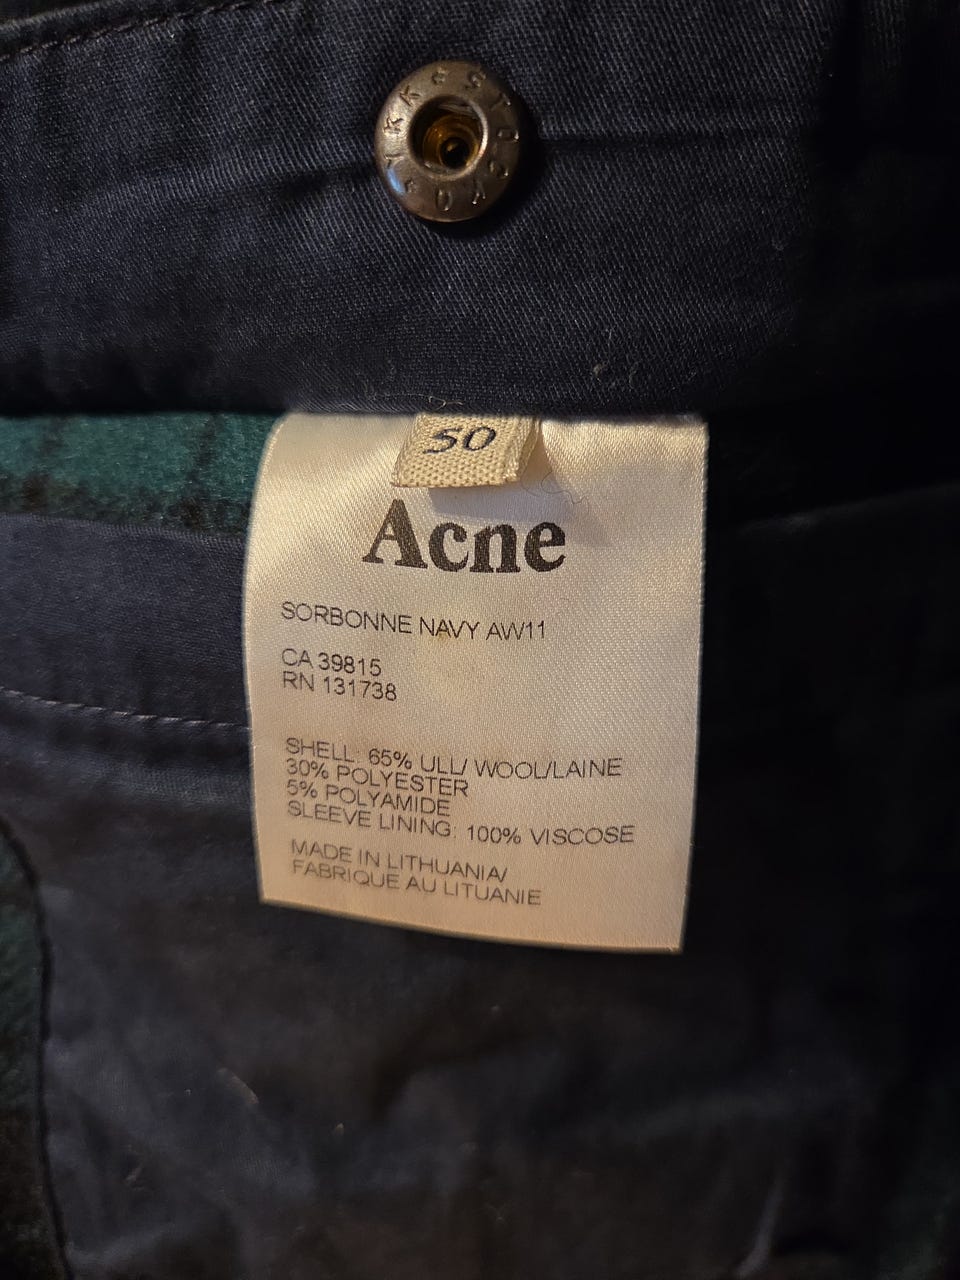 50
Acne
SORBONNE NAVY AW11
CA 39815
RN 131738
SHELL: 65% ULL/ WOOL/LAINE
30% POLYESTER
5% POLYAMIDE
SLEEVE LINING: 100% VISCOSE
MADE IN LITHUANIA/
FABRIQUE AU LITUANIE